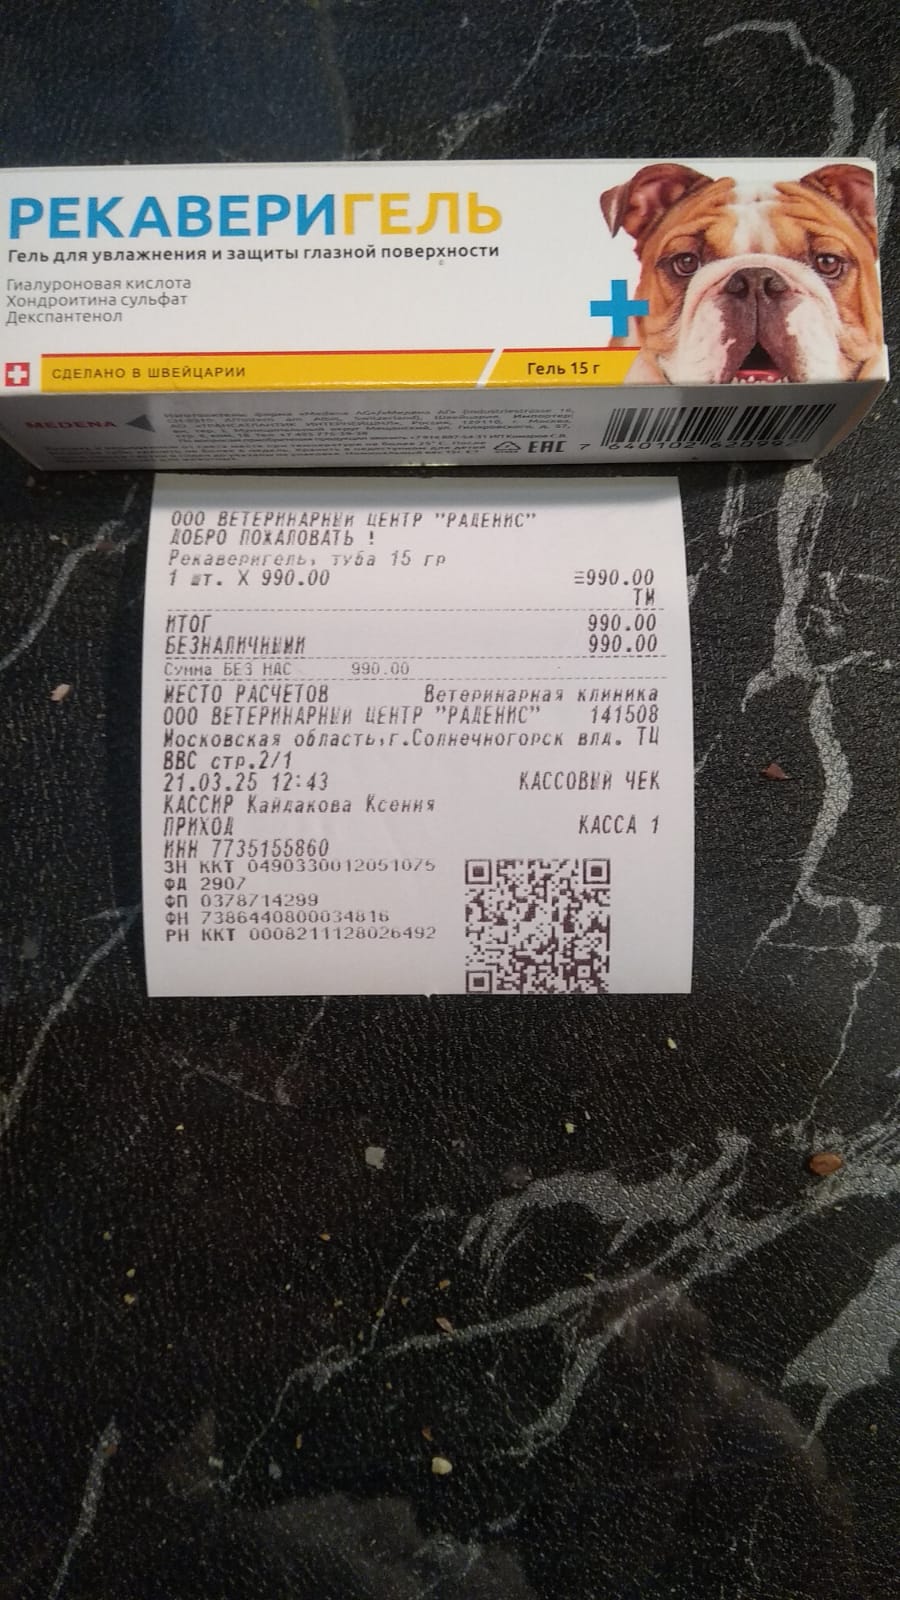 РЕКАВЕРИГЕЛЬ
Гель для увлажнения и защиты глазной поверхности
Гиалуроновая кислота
Хондроитина сульфат
Декспантенол
СДЕЛАНО В ШВЕЙЦАРИИ
Гель 15 г
MEDENA
EAC
ООО ВЕТЕРИНАРНЫЙ ЦЕНТР "РАДЕНИС"
ДОБРО ПОЖАЛОВАТЬ !
Рекаверигель, туба 15 гр
1 шт. X 990.00 =990.00
ТМ
ИТОГ 990.00
БЕЗНАЛИЧНЫМИ 990.00
Сумма БЕЗ НДС 990.00
МЕСТО РАСЧЕТОВ Ветеринарная клиника
ООО ВЕТЕРИНАРНЫЙ ЦЕНТР "РАДЕНИС" 141508
Московская область,г.Солнечногорск влд. ТЦ
ВВС стр.2/1
21.03.25 12:43 КАССОВЫЙ ЧЕК
КАССИР Кайдакова Ксения
ПРИХОД КАССА 1
ИНН 7735155860
ЗН ККТ 0490330012051075
ФД 2907
ФП 0378714299
ФН 7386440800034816
РН ККТ 0008211128026492